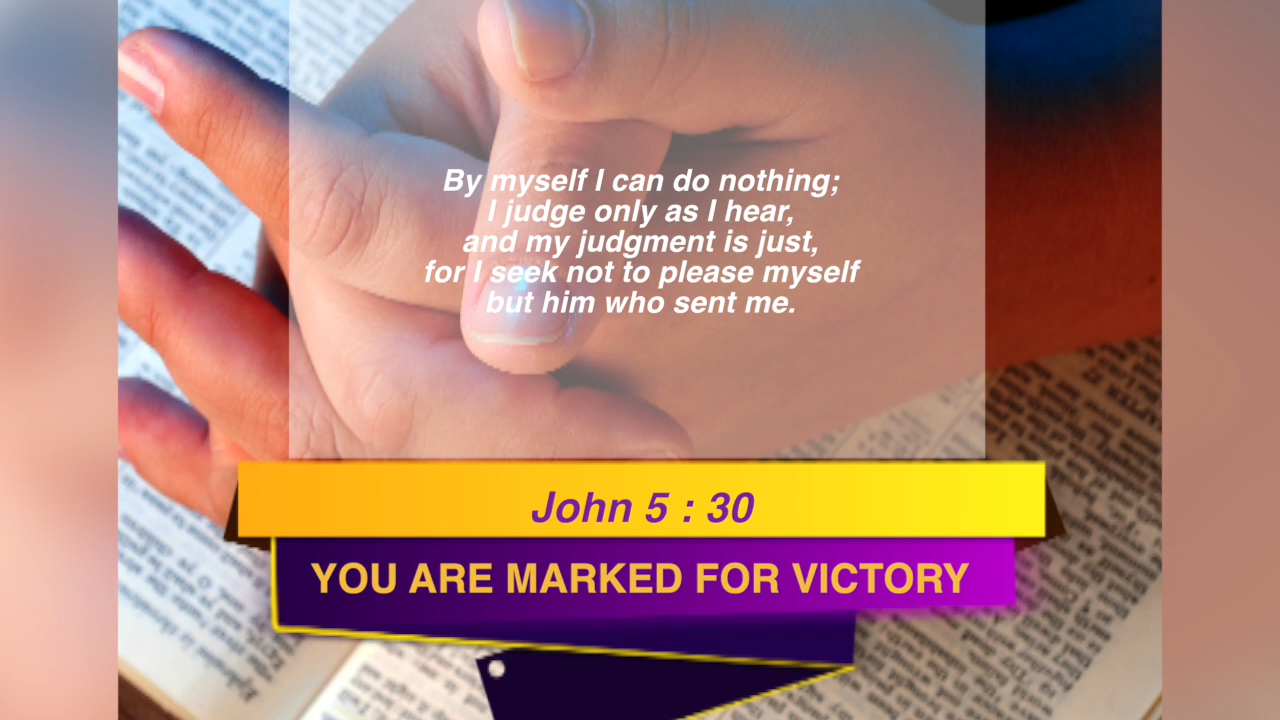 By myself I can do nothing;
I judge only as I hear,
and my judgment is just,
for I seek not to please myself
but him who sent me.
John 5 : 30
YOU ARE MARKED FOR VICTORY